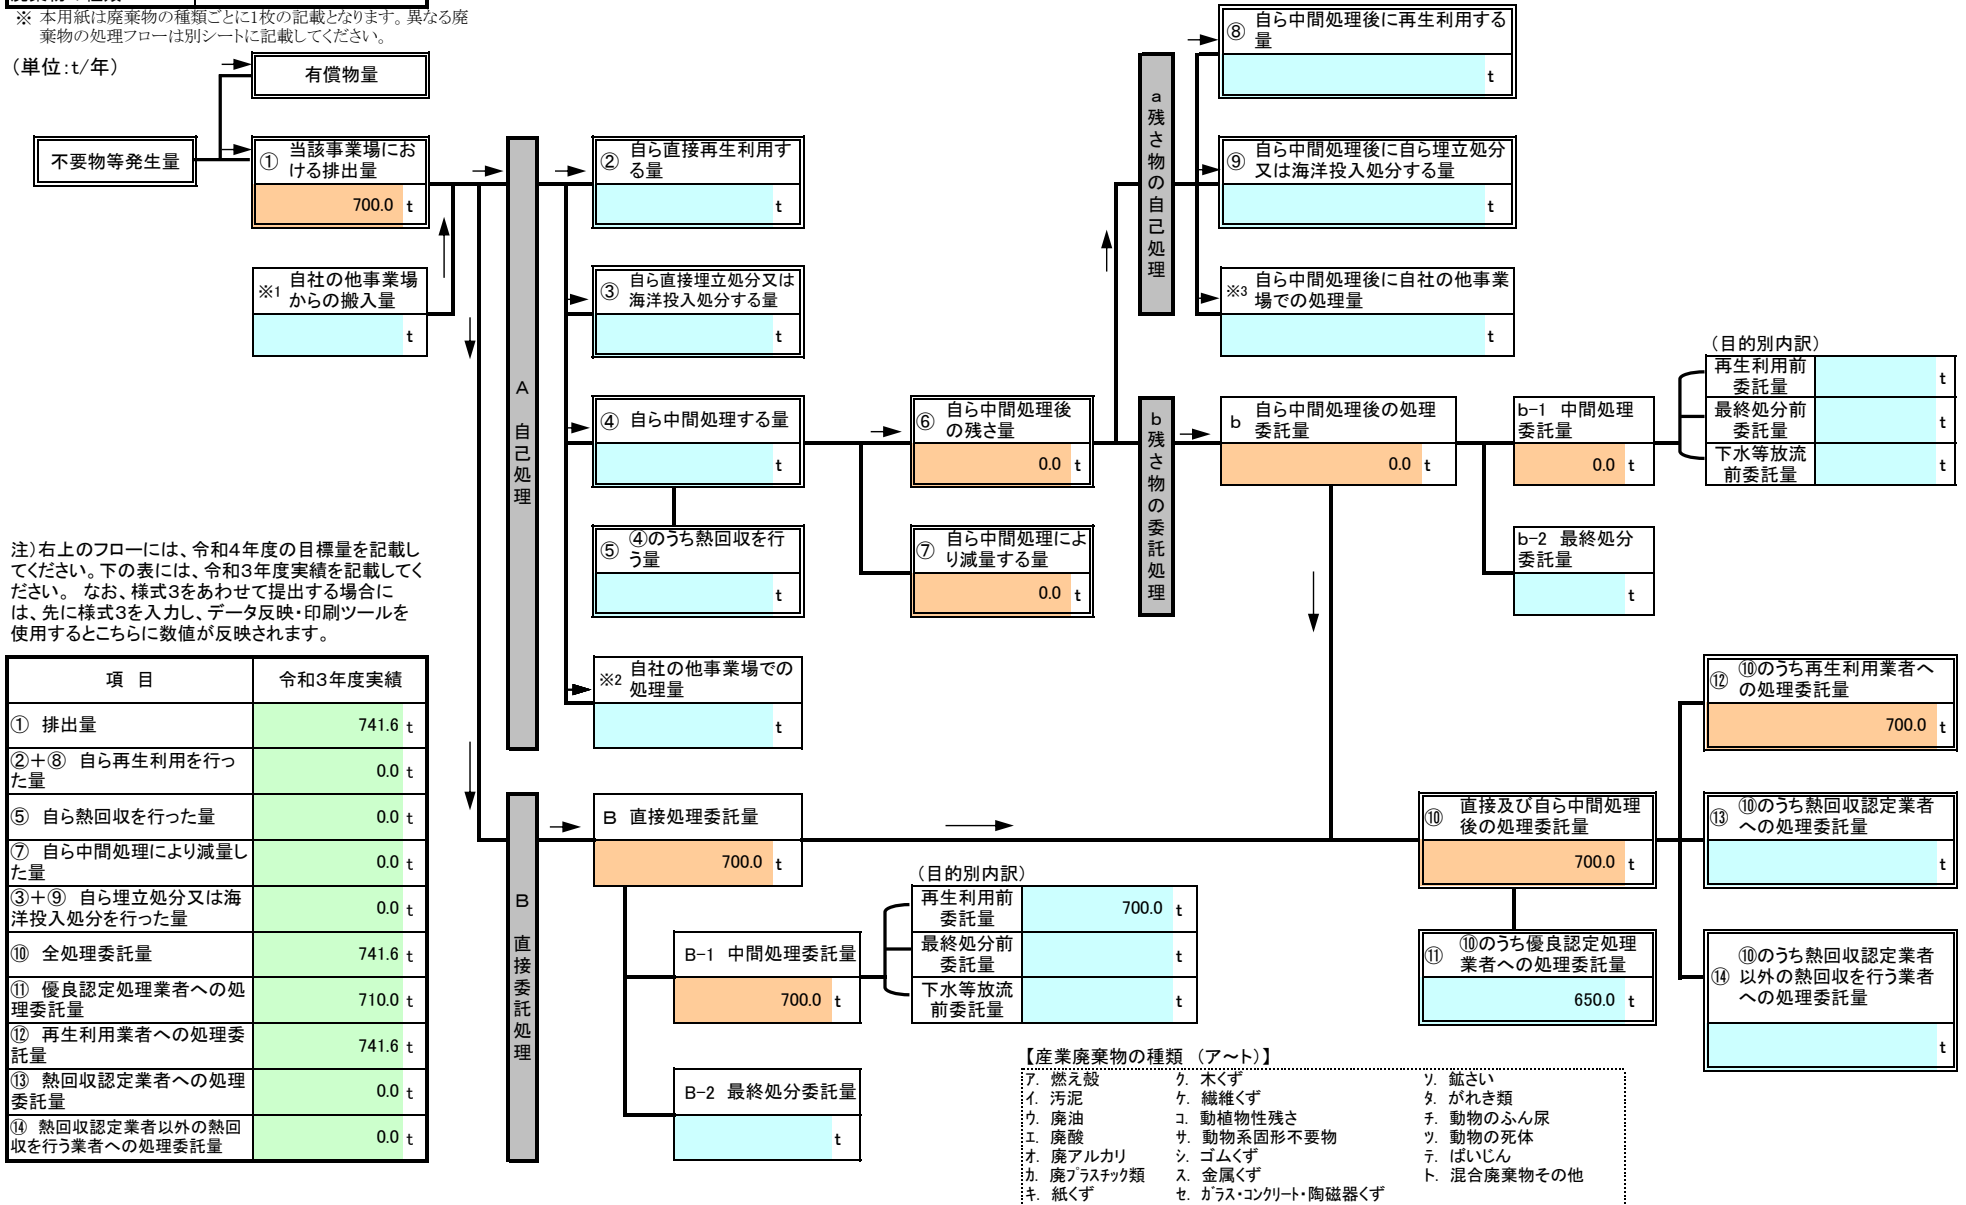 ※ 本用紙は廃棄物の種類ごとに1枚の記載となります。異なる廃
棄物の処理フローは別シートに記載してください。
(単位:t/年)
有償物量
不要物等発生量
① 当該事業場にお
ける排出量
700.0 t
※1 自社の他事業場
からの搬入量
t
A 自己処理
② 自ら直接再生利用す
る量
t
③ 自ら直接埋立処分又は
海洋投入処分する量
t
④ 自ら中間処理する量
t
⑤ ④のうち熱回収を行
う量
t
※2 自社の他事業場での
処理量
t
⑥ 自ら中間処理後
の残さ量
0.0 t
⑦ 自ら中間処理によ
り減量する量
0.0 t
a 残さ物の自己処理
⑧ 自ら中間処理後に再生利用する
量
t
⑨ 自ら中間処理後に自ら埋立処分
又は海洋投入処分する量
t
※3 自ら中間処理後に自社の他事業
場での処理量
t
b 残さ物の委託処理
b 自ら中間処理後の処理
委託量
0.0 t
b-1 中間処理
委託量
0.0 t
(目的別内訳)
再生利用前
委託量
t
最終処分前
委託量
t
下水等放流
前委託量
t
b-2 最終処分
委託量
t
注)右上のフローには、令和4年度の目標量を記載し
てください。下の表には、令和3年度実績を記載してく
ださい。 なお、様式3をあわせて提出する場合に
は、先に様式3を入力し、データ反映・印刷ツールを
使用するとこちらに数値が反映されます。
項 目 令和3年度実績
① 排出量 741.6 t
②+⑧ 自ら再生利用を行っ
た量 0.0 t
⑤ 自ら熱回収を行った量 0.0 t
⑦ 自ら中間処理により減量し
た量 0.0 t
③+⑨ 自ら埋立処分又は海
洋投入処分を行った量 0.0 t
⑩ 全処理委託量 741.6 t
⑪ 優良認定処理業者への処
理委託量 710.0 t
⑫ 再生利用業者への処理委
託量 741.6 t
⑬ 熱回収認定業者への処理
委託量 0.0 t
⑭ 熱回収認定業者以外の熱回
収を行う業者への処理委託量 0.0 t
B 直接委託処理
B 直接処理委託量
700.0 t
B-1 中間処理委託量
700.0 t
(目的別内訳)
再生利用前
委託量
700.0 t
最終処分前
委託量
t
下水等放流
前委託量
t
B-2 最終処分委託量
t
⑩ 直接及び自ら中間処理
後の処理委託量
700.0 t
⑪ ⑩のうち優良認定処理
業者への処理委託量
650.0 t
⑫ ⑩のうち再生利用業者へ
の処理委託量
700.0 t
⑬ ⑩のうち熱回収認定業者
への処理委託量
t
⑭ ⑩のうち熱回収認定業者
以外の熱回収を行う業者
への処理委託量
t
【産業廃棄物の種類 (ア~ト)】
ア. 燃え殻 ク. 木くず ソ. 鉱さい
イ. 汚泥 ケ. 繊維くず タ. がれき類
ウ. 廃油 コ. 動植物性残さ チ. 動物のふん尿
エ. 廃酸 サ. 動物系固形不要物 ツ. 動物の死体
オ. 廃アルカリ シ. ゴムくず テ. ばいじん
カ. 廃プラスチック類 ス. 金属くず ト. 混合廃棄物その他
キ. 紙くず セ. ガラス・コンクリート・陶磁器くず